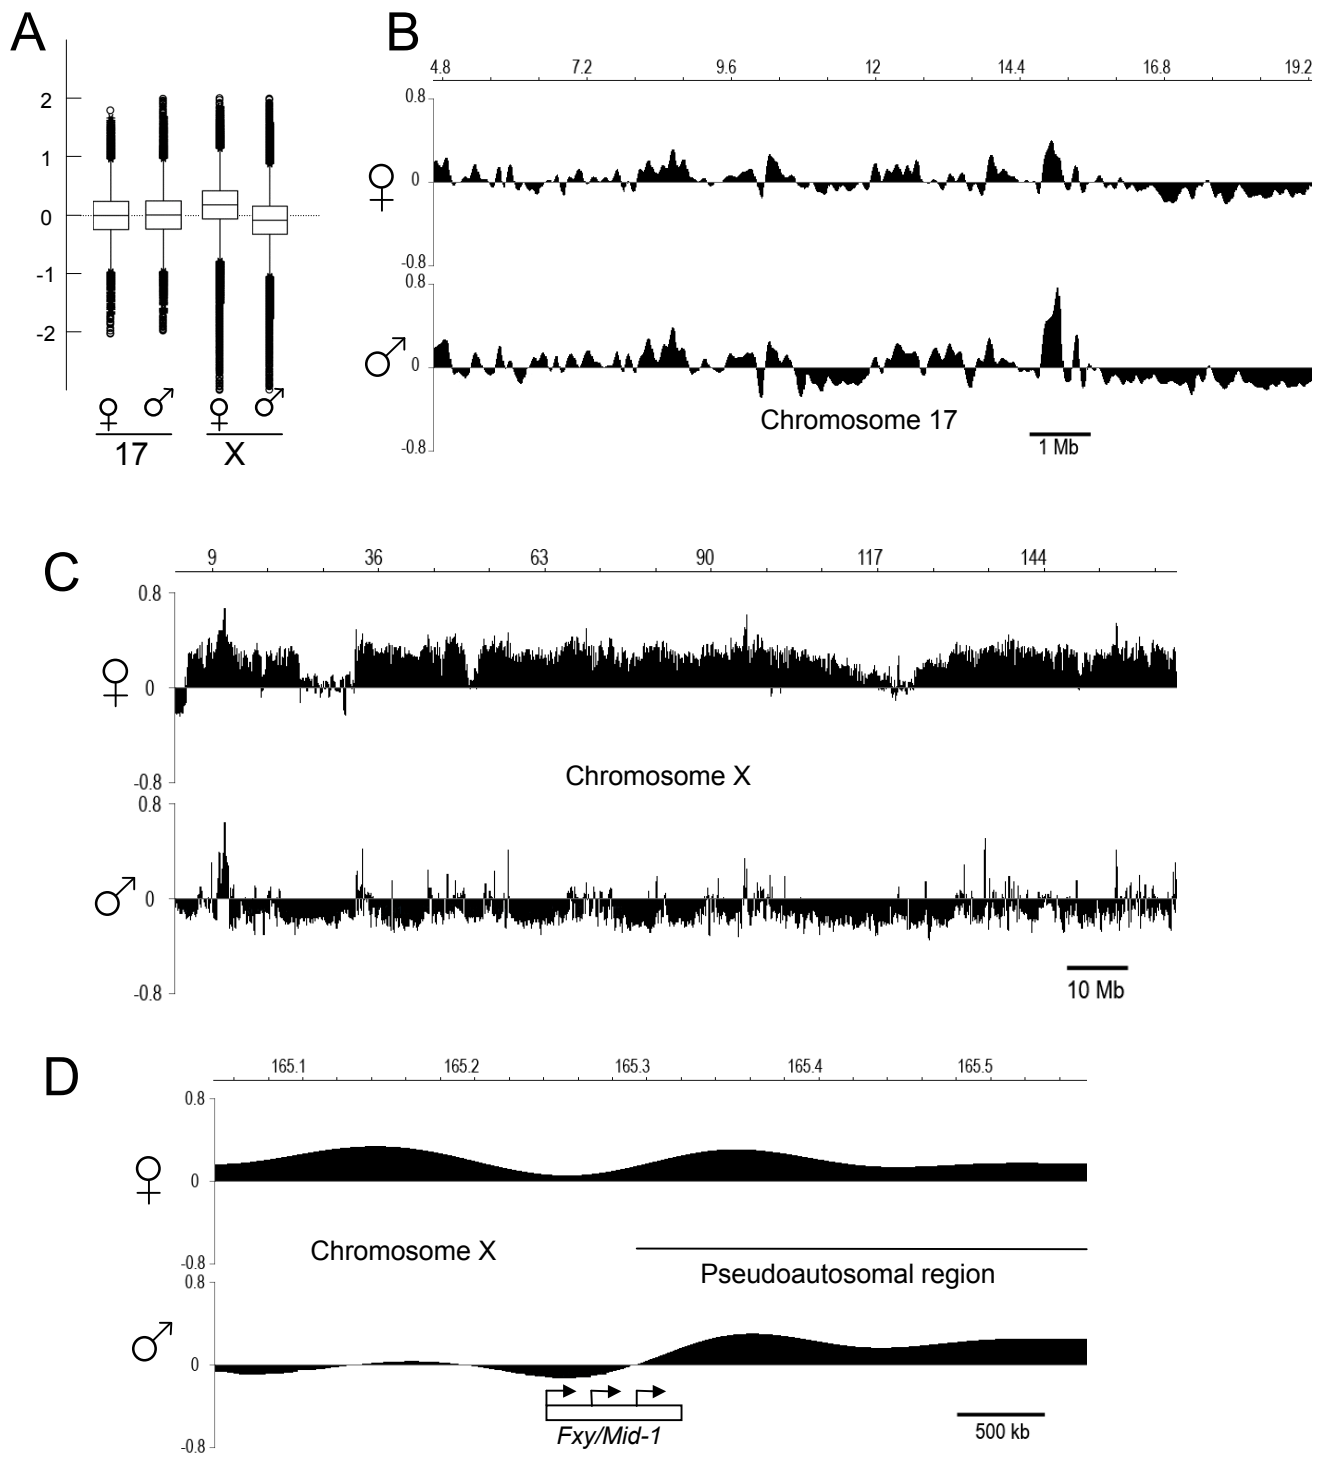 A
2
1
0
-1
-2
♀ ♂ ♀ ♂
17 X
B
4.8 7.2 9.6 12 14.4 16.8 19.2
0.8
♀ 0
-0.8
0.8
♂ 0
-0.8
Chromosome 17
1 Mb
C
9 36 63 90 117 144
0.8
♀ 0
-0.8
Chromosome X
0.8
♂ 0
-0.8
10 Mb
D
165.1 165.2 165.3 165.4 165.5
0.8
♀ 0
-0.8
Chromosome X
Pseudoautosomal region
0.8
♂ 0
-0.8
Fxy/Mid-1
500 kb